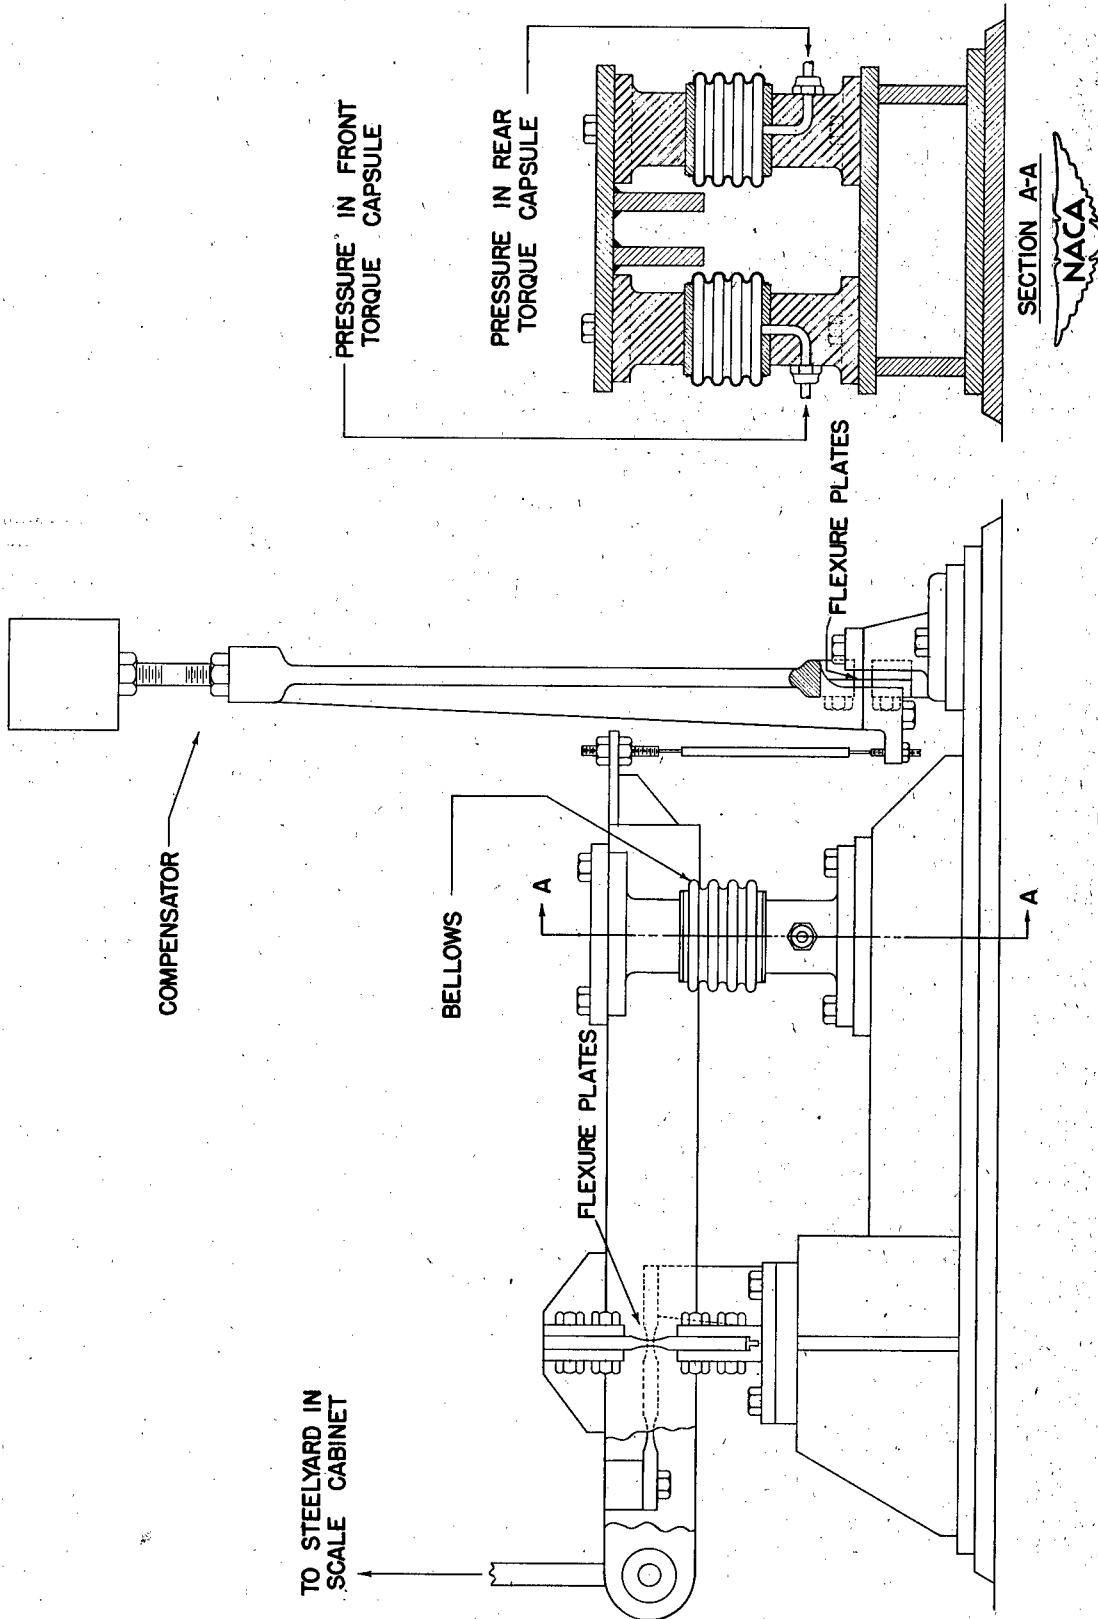 TO STEELYARD IN
SCALE CABINET
FLEXURE PLATES
BELLOWS
COMPENSATOR
A
A
FLEXURE PLATES
PRESSURE IN FRONT
TORQUE CAPSULE
PRESSURE IN REAR
TORQUE CAPSULE
SECTION A-A
NACA